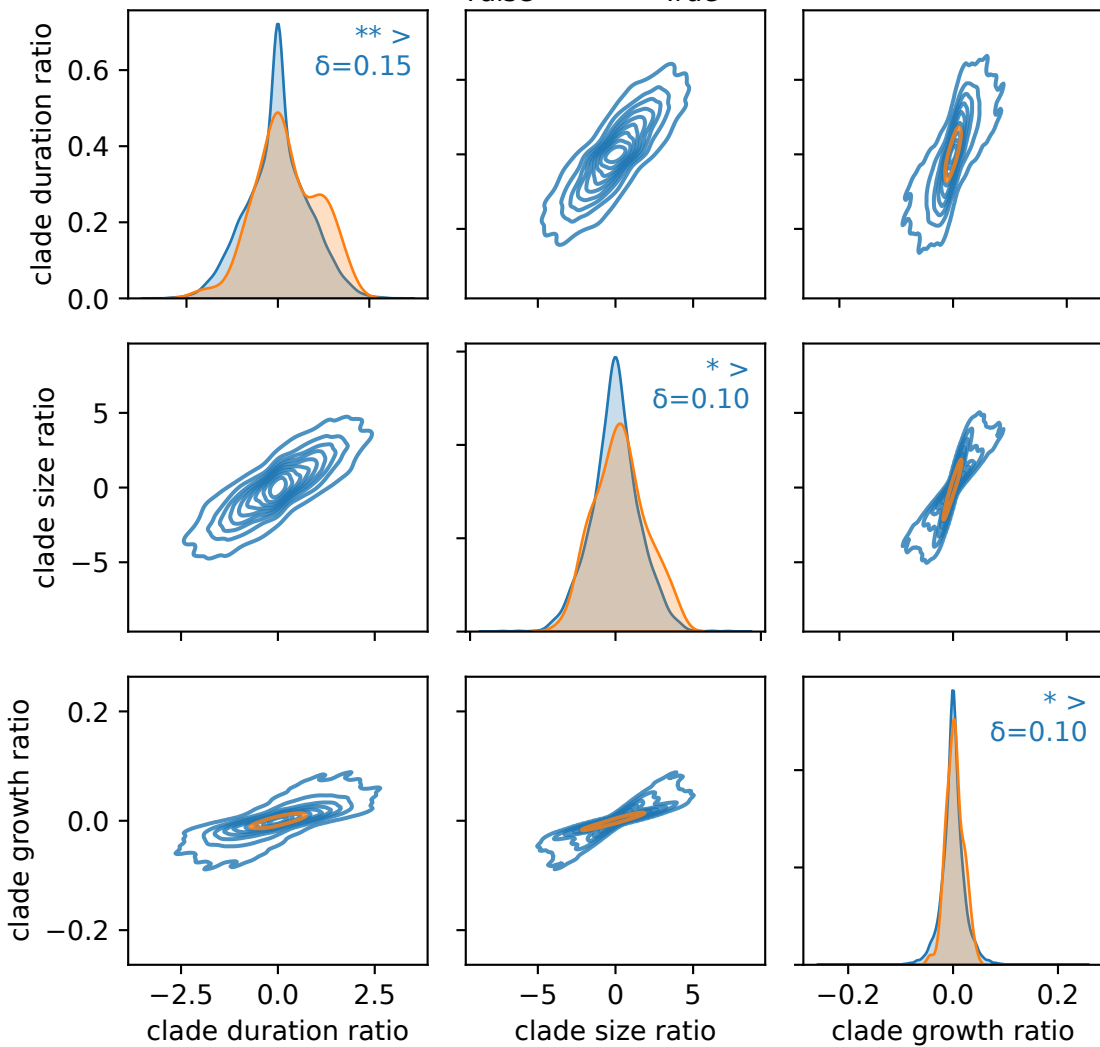 clade duration ratio
0.6
0.4
0.2
0.0
** >
δ=0.15
clade size ratio
5
0
−5
* >
δ=0.10
clade growth ratio
0.2
0.0
−0.2
* >
δ=0.10
−2.5 0.0 2.5
−5 0 5
−0.2 0.0 0.2
clade duration ratio
clade size ratio
clade growth ratio